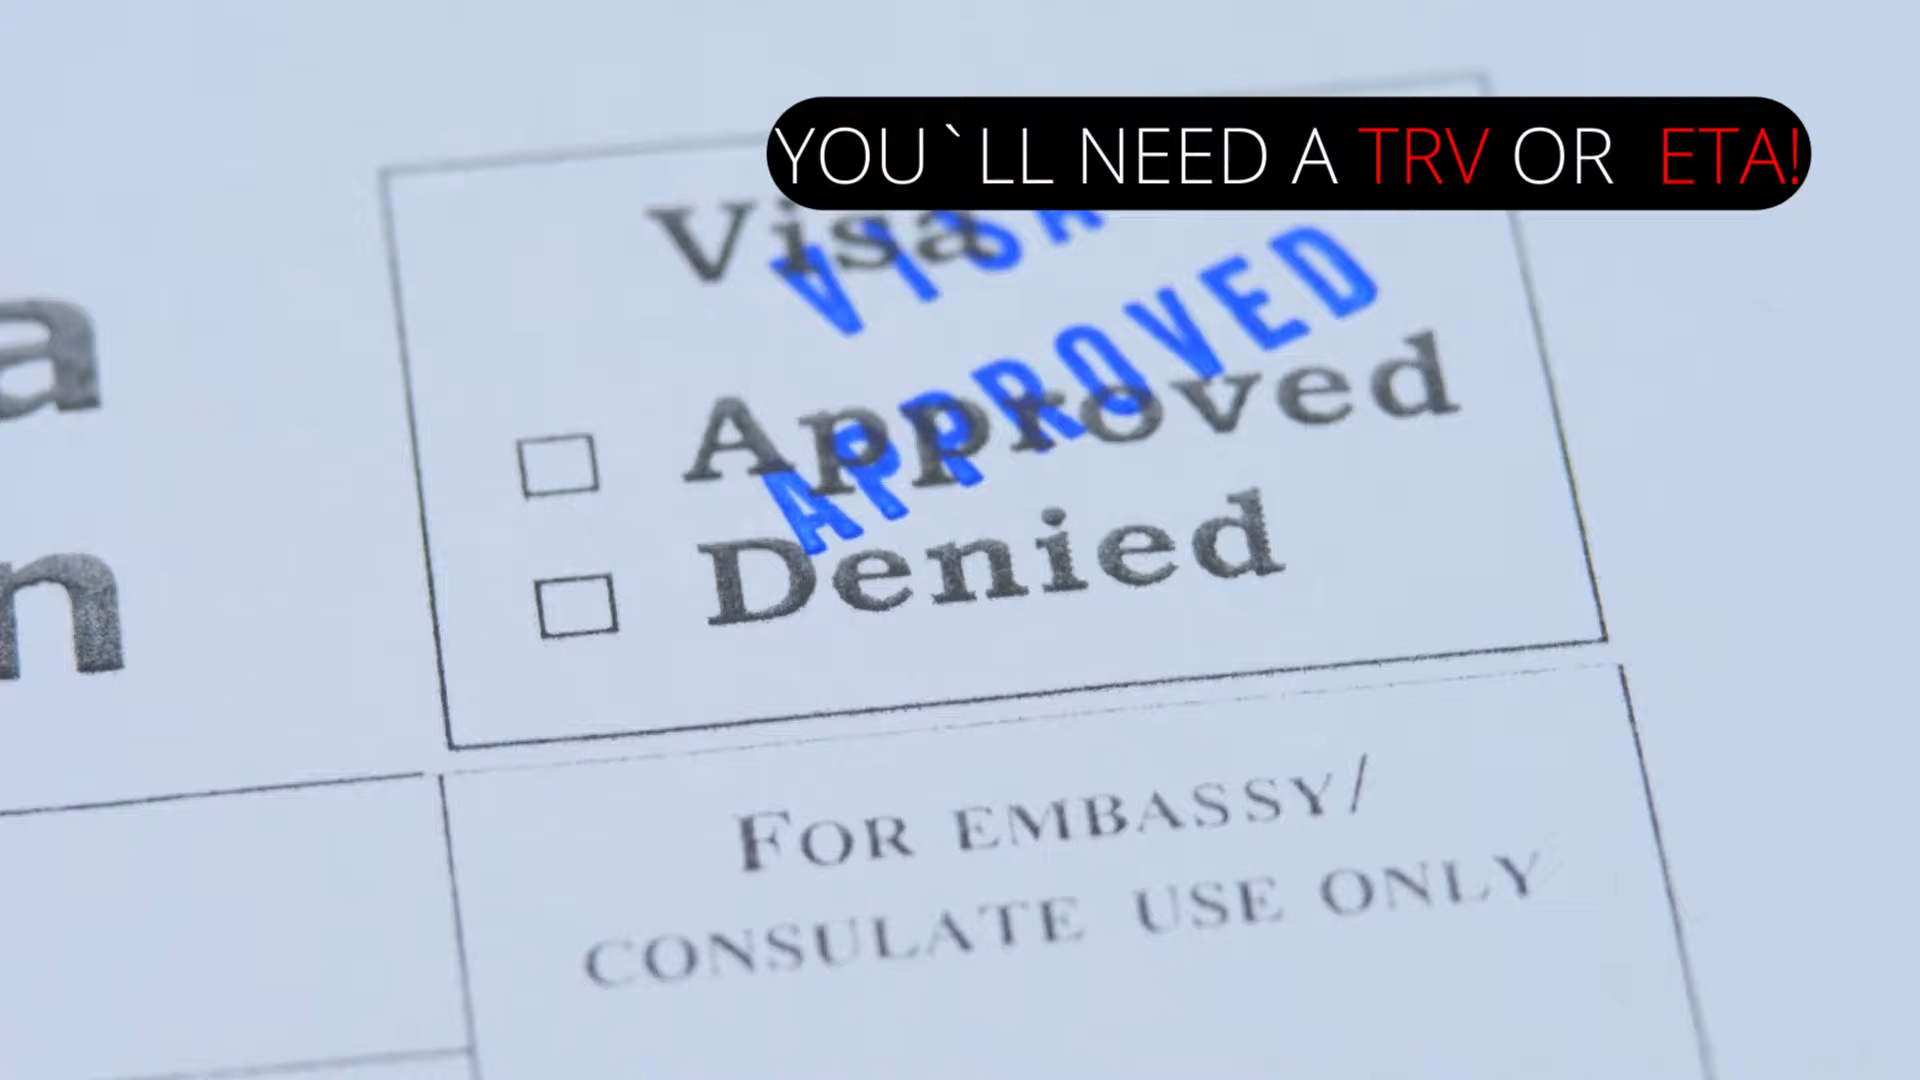 YOU`LL NEED A TRV OR ETA!
Visa
VISA
APPROVED
Approved
Denied
FOR EMBASSY/
CONSULATE USE ONLY
a
n